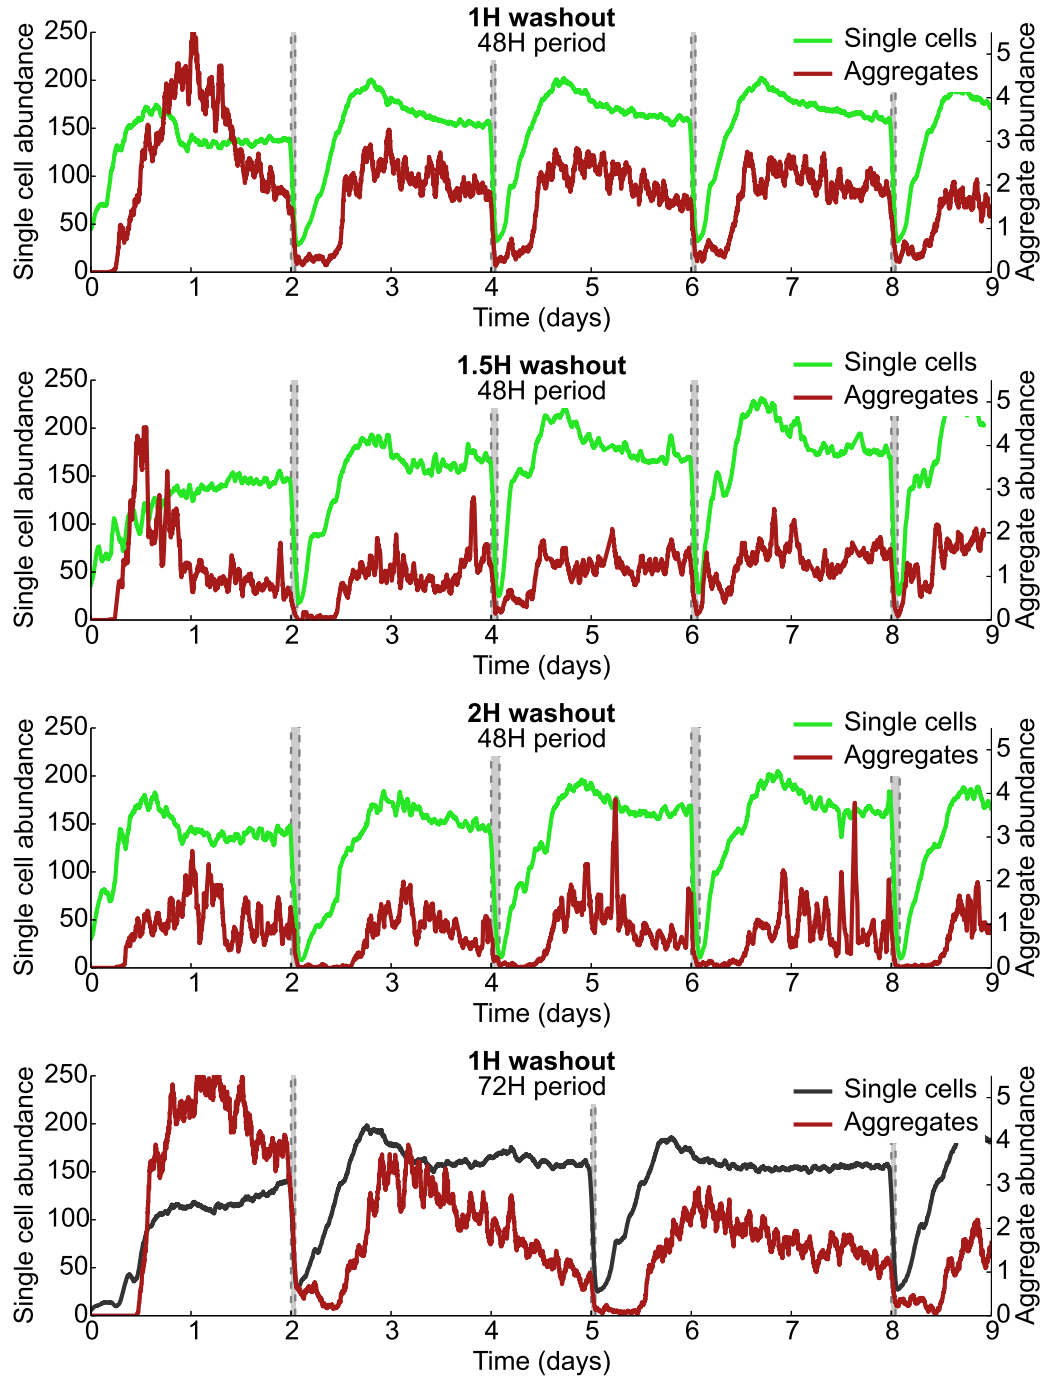 1H washout
48H period
Single cells
Aggregates
Single cell abundance
Aggregate abundance
250
200
150
100
50
0
5
4
3
2
1
0
0 1 2 3 4 5 6 7 8 9
Time (days)
1.5H washout
48H period
Single cells
Aggregates
Single cell abundance
Aggregate abundance
250
200
150
100
50
0
5
4
3
2
1
0
0 1 2 3 4 5 6 7 8 9
Time (days)
2H washout
48H period
Single cells
Aggregates
Single cell abundance
Aggregate abundance
250
200
150
100
50
0
5
4
3
2
1
0
0 1 2 3 4 5 6 7 8 9
Time (days)
1H washout
72H period
Single cells
Aggregates
Single cell abundance
Aggregate abundance
250
200
150
100
50
0
5
4
3
2
1
0
0 1 2 3 4 5 6 7 8 9
Time (days)